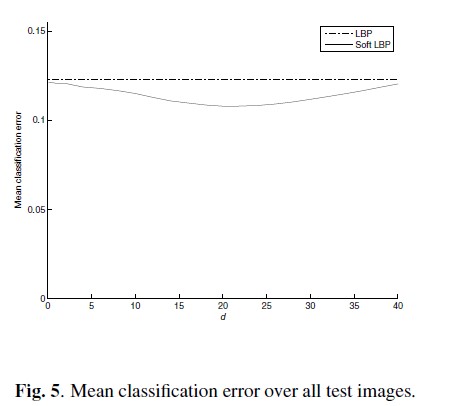 0.15
LBP
Soft LBP
0.1
Mean classification error
0.05
0
0 5 10 15 20 25 30 35 40
d
Fig. 5. Mean classification error over all test images.